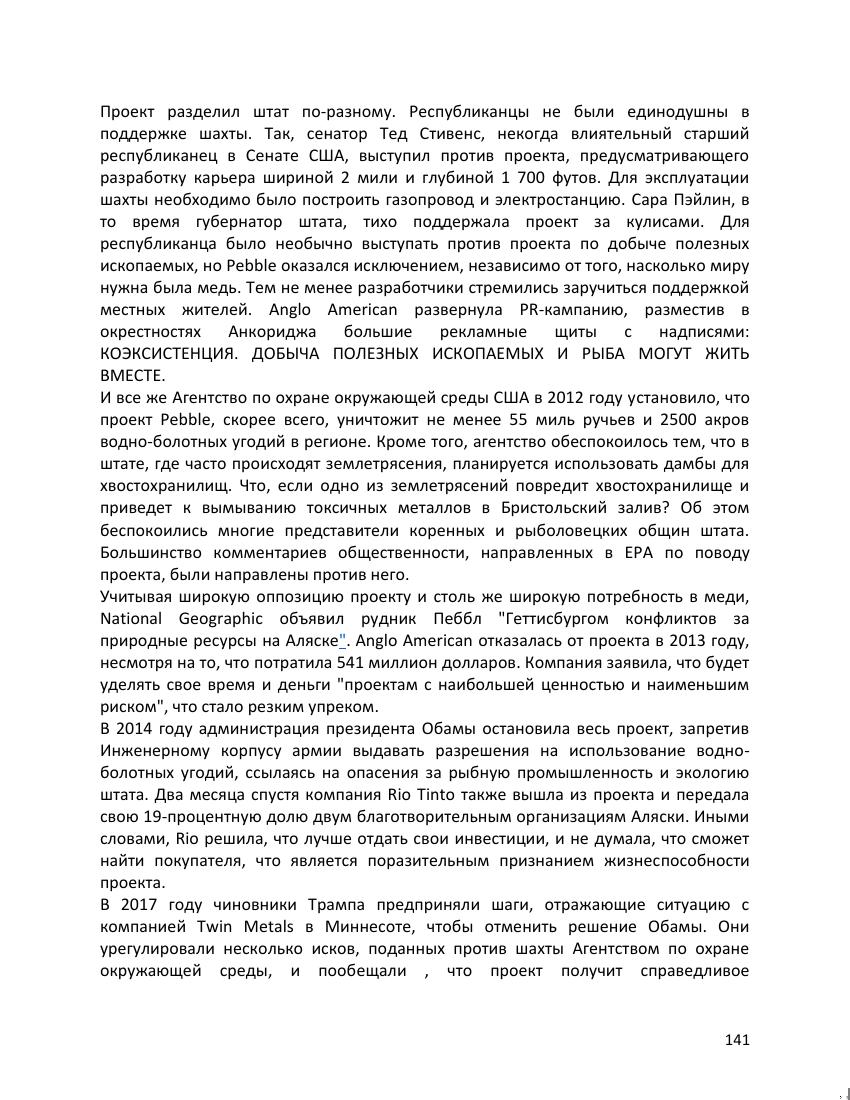 Проект разделил штат по-разному. Республиканцы не были единодушны в
поддержке шахты. Так, сенатор Тед Стивенс, некогда влиятельный старший
республиканец в Сенате США, выступил против проекта, предусматривающего
разработку карьера шириной 2 мили и глубиной 1 700 футов. Для эксплуатации
шахты необходимо было построить газопровод и электростанцию. Сара Пэйлин, в
то время губернатор штата, тихо поддержала проект за кулисами. Для
республиканца было необычно выступать против проекта по добыче полезных
ископаемых, но Pebble оказался исключением, независимо от того, насколько миру
нужна была медь. Тем не менее разработчики стремились заручиться поддержкой
местных жителей. Anglo American развернула PR-кампанию, разместив в
окрестностях Анкориджа большие рекламные щиты с надписями:
КОЭКСИСТЕНЦИЯ. ДОБЫЧА ПОЛЕЗНЫХ ИСКОПАЕМЫХ И РЫБА МОГУТ ЖИТЬ
ВМЕСТЕ.
И все же Агентство по охране окружающей среды США в 2012 году установило, что
проект Pebble, скорее всего, уничтожит не менее 55 миль ручьев и 2500 акров
водно-болотных угодий в регионе. Кроме того, агентство обеспокоилось тем, что в
штате, где часто происходят землетрясения, планируется использовать дамбы для
хвостохранилищ. Что, если одно из землетрясений повредит хвостохранилище и
приведет к вымыванию токсичных металлов в Бристольский залив? Об этом
беспокоились многие представители коренных и рыболовецких общин штата.
Большинство комментариев общественности, направленных в EPA по поводу
проекта, были направлены против него.
Учитывая широкую оппозицию проекту и столь же широкую потребность в меди,
National Geographic объявил рудник Пеббл "Геттисбургом конфликтов за
природные ресурсы на Аляске". Anglo American отказалась от проекта в 2013 году,
несмотря на то, что потратила 541 миллион долларов. Компания заявила, что будет
уделять свое время и деньги "проектам с наибольшей ценностью и наименьшим
риском", что стало резким упреком.
В 2014 году администрация президента Обамы остановила весь проект, запретив
Инженерному корпусу армии выдавать разрешения на использование водно-
болотных угодий, ссылаясь на опасения за рыбную промышленность и экологию
штата. Два месяца спустя компания Rio Tinto также вышла из проекта и передала
свою 19-процентную долю двум благотворительным организациям Аляски. Иными
словами, Rio решила, что лучше отдать свои инвестиции, и не думала, что сможет
найти покупателя, что является поразительным признанием жизнеспособности
проекта.
В 2017 году чиновники Трампа предприняли шаги, отражающие ситуацию с
компанией Twin Metals в Миннесоте, чтобы отменить решение Обамы. Они
урегулировали несколько исков, поданных против шахты Агентством по охране
окружающей среды, и пообещали , что проект получит справедливое
141